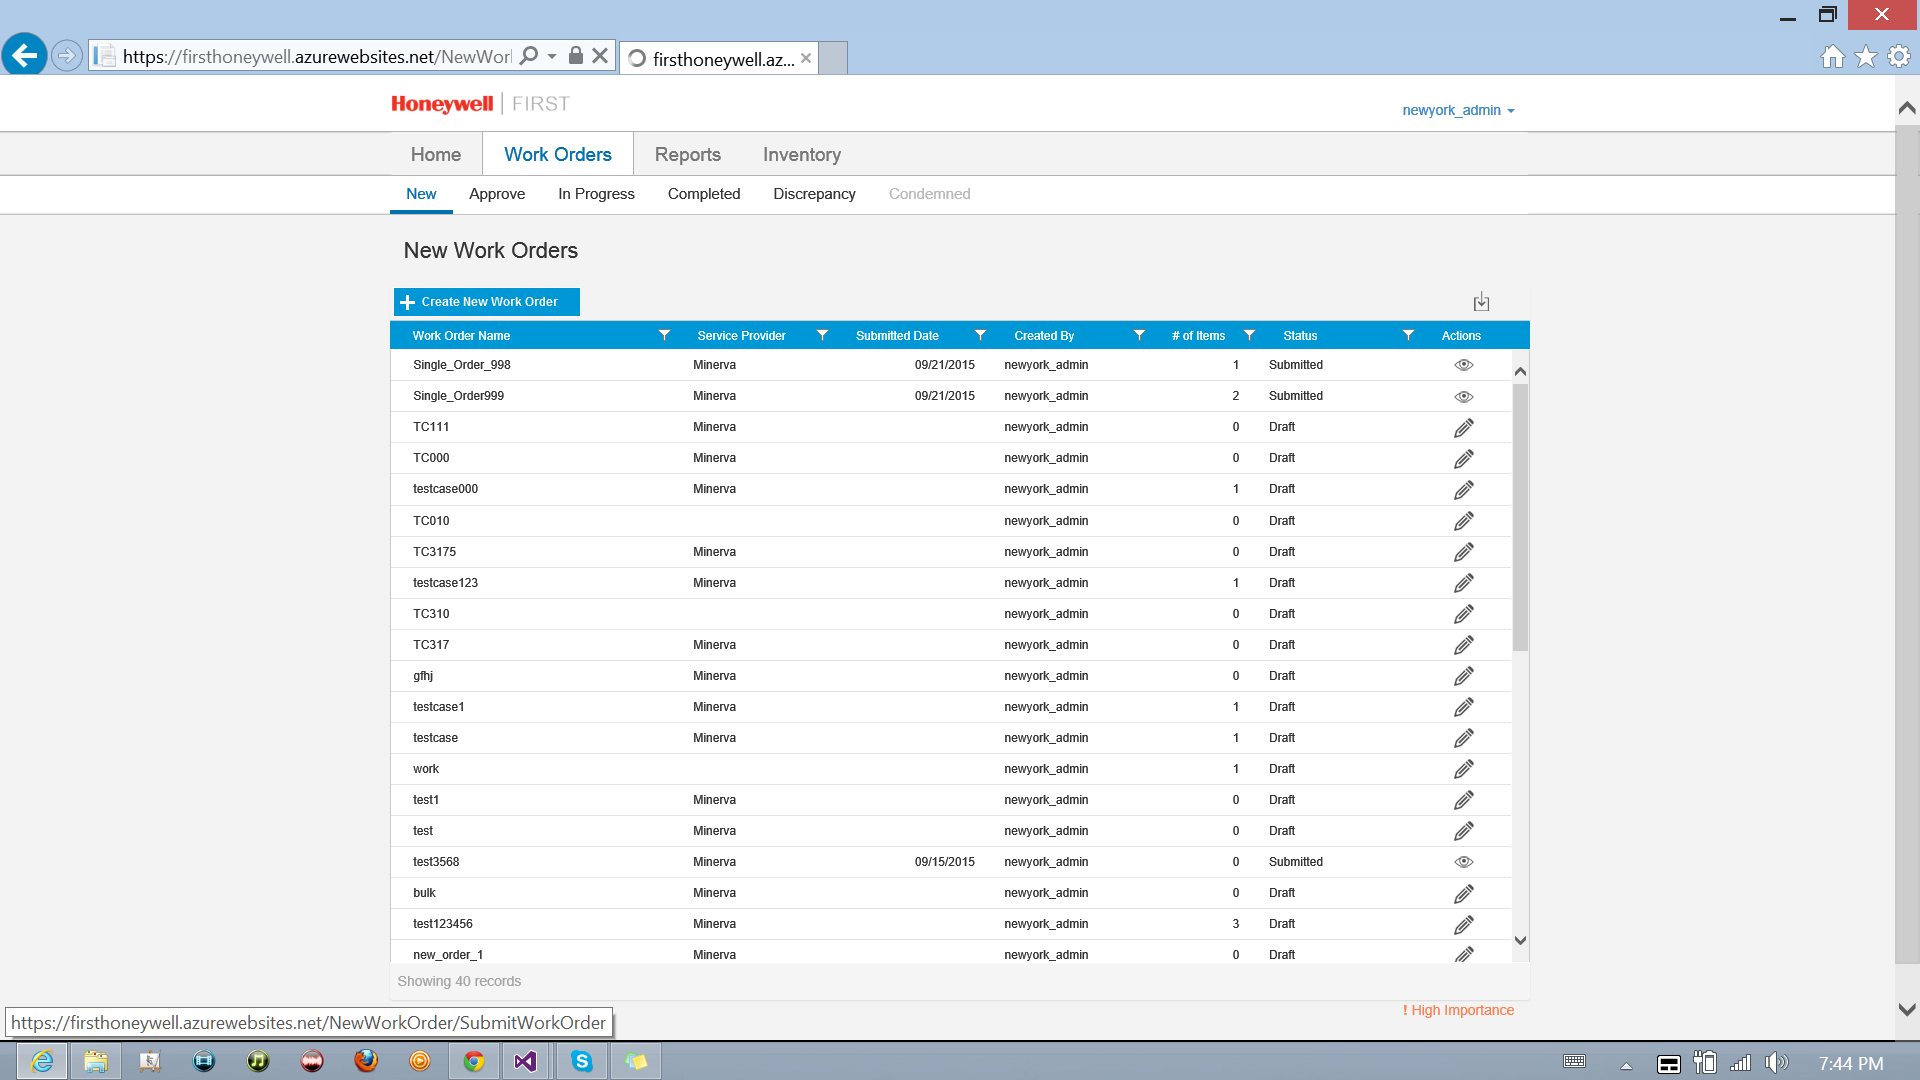 https://firsthoneywell.azurewebsites.net/NewWorl
firsthoneywell.az...
Honeywell | FIRST
newyork_admin
Home Work Orders Reports Inventory
New Approve In Progress Completed Discrepancy Condemned
New Work Orders
Create New Work Order
Work Order Name Service Provider Submitted Date Created By # of Items Status Actions
Single_Order_998 Minerva 09/21/2015 newyork_admin 1 Submitted
Single_Order999 Minerva 09/21/2015 newyork_admin 2 Submitted
TC111 Minerva newyork_admin 0 Draft
TC000 Minerva newyork_admin 0 Draft
testcase000 Minerva newyork_admin 1 Draft
TC010 newyork_admin 0 Draft
TC3175 Minerva newyork_admin 0 Draft
testcase123 Minerva newyork_admin 1 Draft
TC310 newyork_admin 0 Draft
TC317 Minerva newyork_admin 0 Draft
gfhj Minerva newyork_admin 0 Draft
testcase1 Minerva newyork_admin 1 Draft
testcase Minerva newyork_admin 1 Draft
work newyork_admin 1 Draft
test1 Minerva newyork_admin 0 Draft
test Minerva newyork_admin 0 Draft
test3568 Minerva 09/15/2015 newyork_admin 0 Submitted
bulk Minerva newyork_admin 0 Draft
test123456 Minerva newyork_admin 3 Draft
new_order_1 Minerva newyork_admin 0 Draft
Showing 40 records
! High Importance
https://firsthoneywell.azurewebsites.net/NewWorkOrder/SubmitWorkOrder
7:44 PM